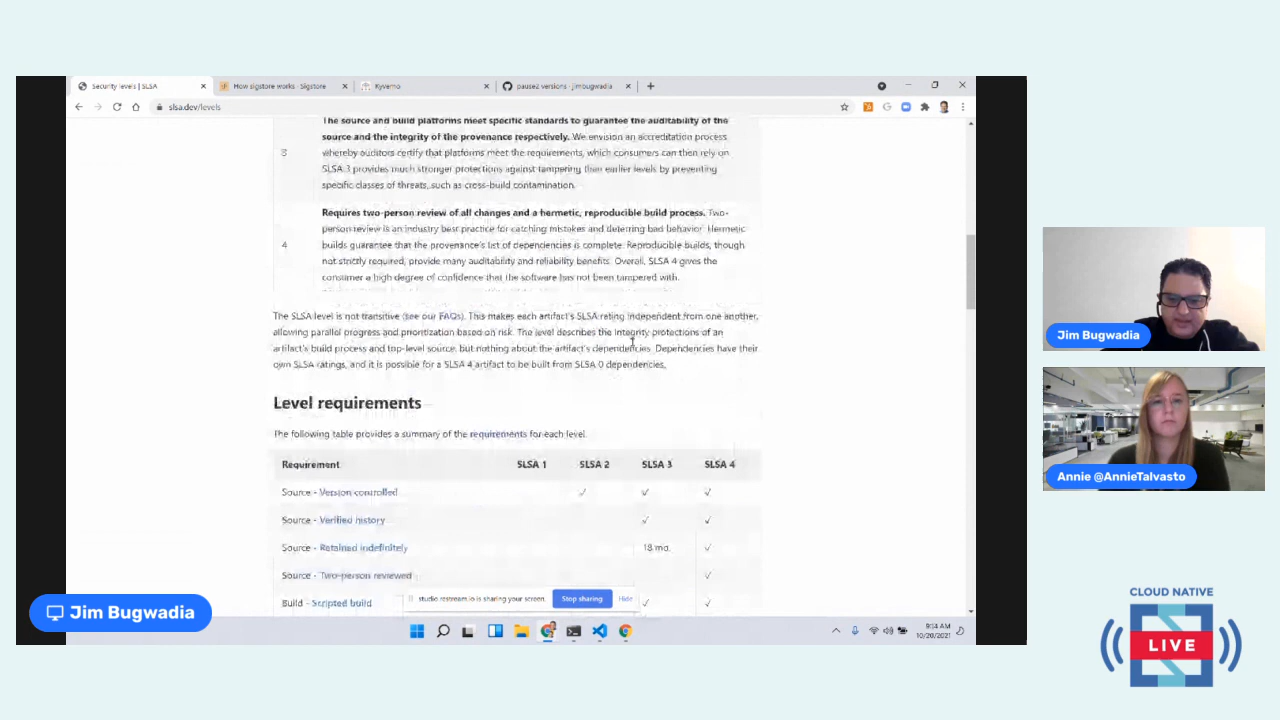 Security levels | SLSA
How sigstore works - Sigstore
Kyverno
pause2 versions · jimbugwadia
slsa.dev/levels
The source and build platforms meet specific standards to guarantee the auditability of the
source and the integrity of the provenance respectively. We envision an accreditation process
3
whereby auditors certify that platforms meet the requirements, which consumers can then rely on
SLSA 3 provides much stronger protections against tampering than earlier levels by preventing
specific classes of threats, such as cross-build contamination.
Requires two-person review of all changes and a hermetic, reproducible build process. Two-
person review is an industry best practice for catching mistakes and deterring bad behavior. Hermetic
4
builds guarantee that the provenance's list of dependencies is complete. Reproducible builds, though
not strictly required, provide many auditability and reliability benefits. Overall, SLSA 4 gives the
consumer a high degree of confidence that the software has not been tampered with.
The SLSA level is not transitive (see our FAQs). This makes each artifact's SLSA rating independent from one another,
allowing parallel progress and prioritization based on risk. The level describes the integrity protections of an
artifact's build process and top-level source, but nothing about the artifact's dependencies. Dependencies have their
own SLSA ratings, and it is possible for a SLSA 4 artifact to be built from SLSA 0 dependencies.
Level requirements
The following table provides a summary of the requirements for each level.
Requirement SLSA 1 SLSA 2 SLSA 3 SLSA 4
Source - Version controlled ✓ ✓ ✓
Source - Verified history ✓ ✓
Source - Retained indefinitely 18 mo. ✓
Source - Two-person reviewed ✓
Build - Scripted build ✓ ✓
studio.restream.io is sharing your screen. Stop sharing Hide
9:14 AM
10/20/2021
Jim Bugwadia
Jim Bugwadia
Annie @AnnieTalvasto
CLOUD NATIVE
LIVE